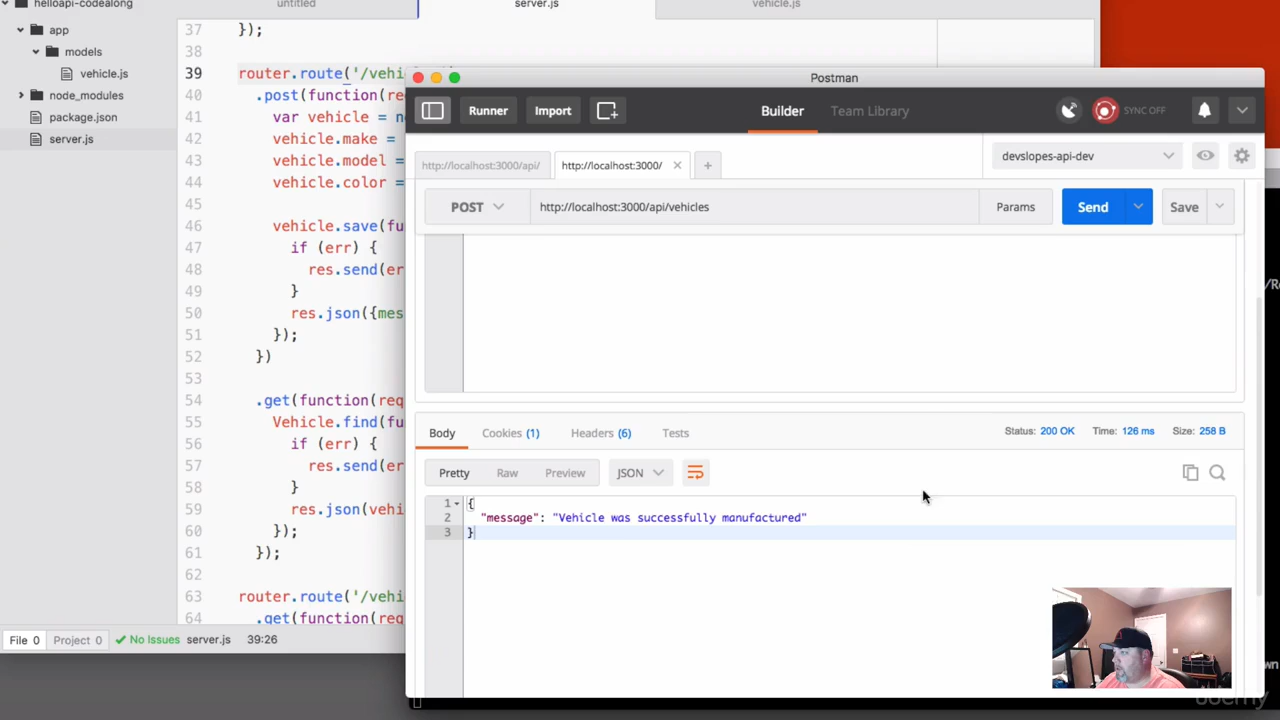 helloapi-codealong
app
models
vehicle.js
node_modules
package.json
server.js
untitled
server.js
vehicle.js
37 });
38
39 router.route('/vehi
40 .post(function(re
41 var vehicle = n
42 vehicle.make =
43 vehicle.model =
44 vehicle.color =
45
46 vehicle.save(fu
47 if (err) {
48 res.send(er
49 }
50 res.json({mes
51 });
52 })
53
54 .get(function(req
55 Vehicle.find(fu
56 if (err) {
57 res.send(er
58 }
59 res.json(vehi
60 });
61 });
62
63 router.route('/vehi
64 .get(function(req
File 0
Project 0
No Issues
server.js
39:26
Postman
Runner
Import
Builder
Team Library
SYNC OFF
http://localhost:3000/api/
http://localhost:3000/
devslopes-api-dev
POST
http://localhost:3000/api/vehicles
Params
Send
Save
Body
Cookies (1)
Headers (6)
Tests
Status: 200 OK
Time: 126 ms
Size: 258 B
Pretty
Raw
Preview
JSON
1 {
2 "message": "Vehicle was successfully manufactured"
3 }
udemy